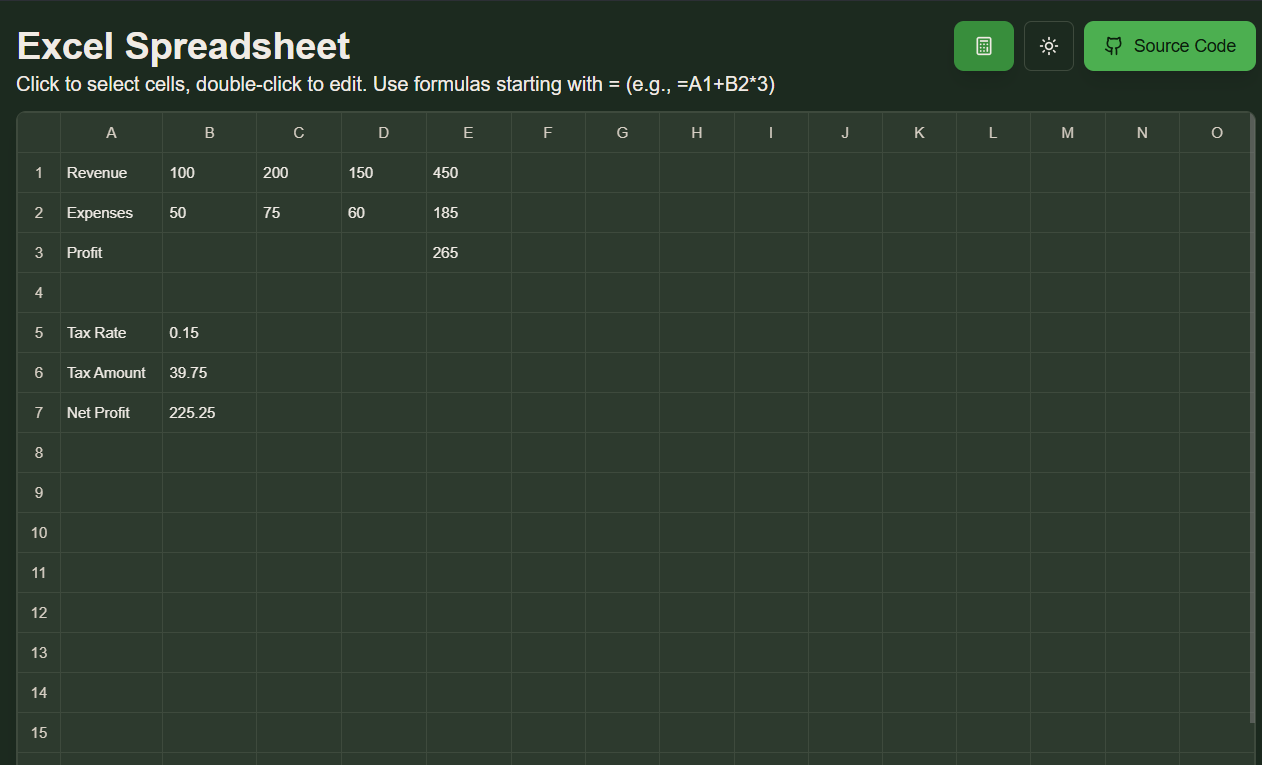 Excel Spreadsheet
Source Code
Click to select cells, double-click to edit. Use formulas starting with = (e.g., =A1+B2*3)
A B C D E F G H I J K L M N O
1 Revenue 100 200 150 450
2 Expenses 50 75 60 185
3 Profit 265
4
5 Tax Rate 0.15
6 Tax Amount 39.75
7 Net Profit 225.25
8
9
10
11
12
13
14
15